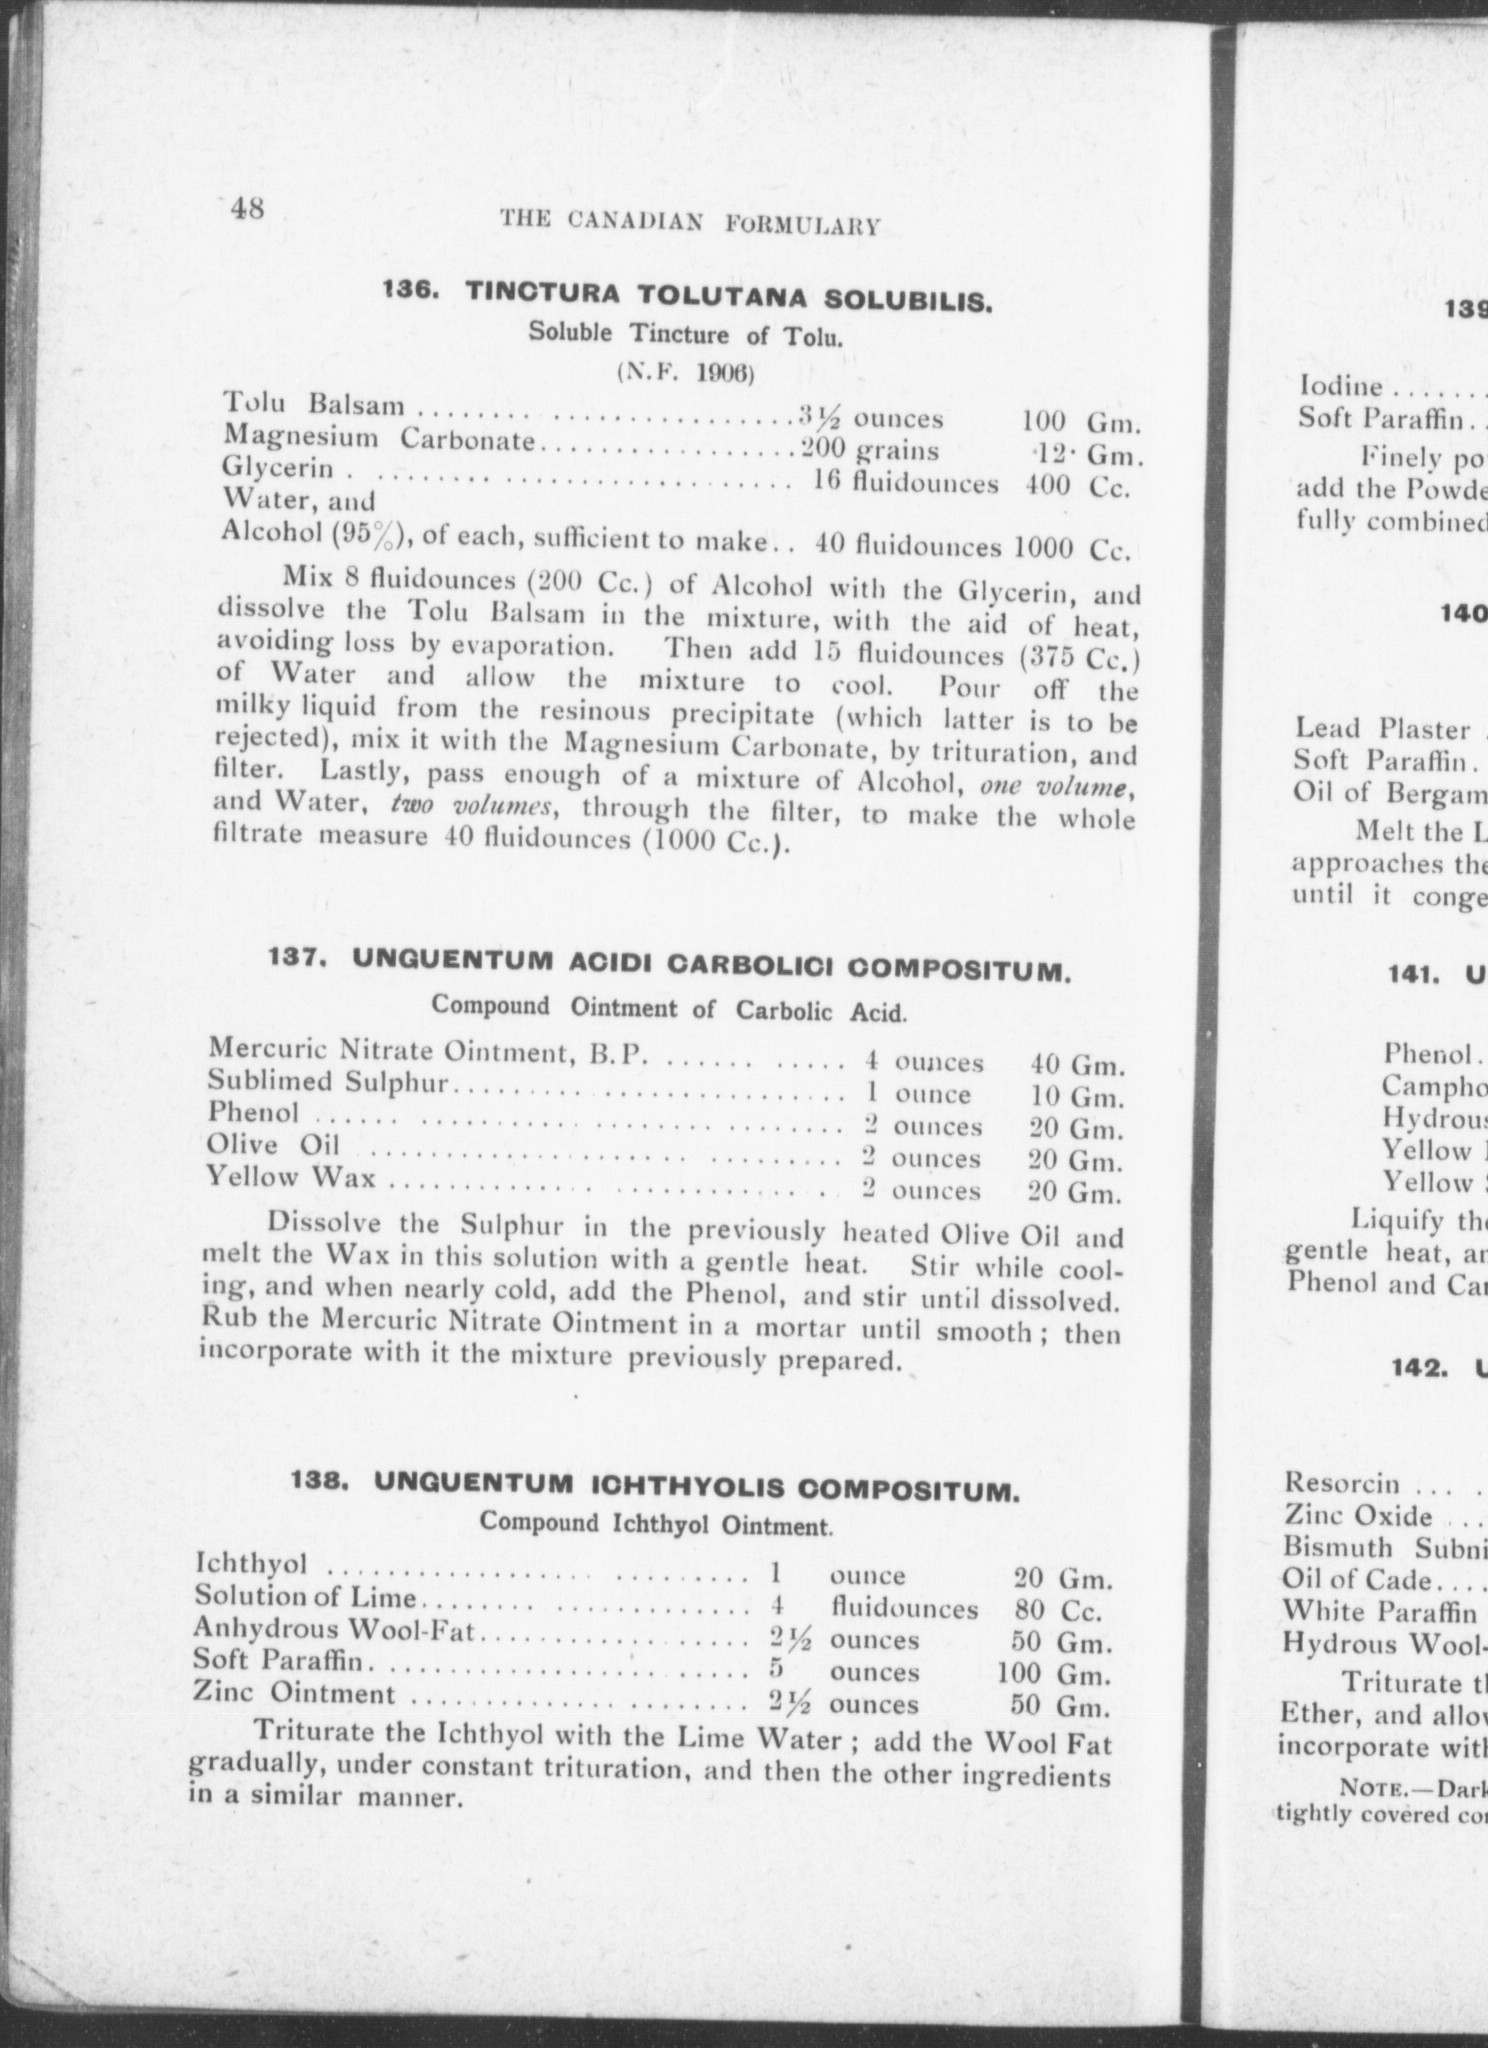 48
THE CANADIAN FORMULARY
136. TINCTURA TOLUTANA SOLUBILIS.
Soluble Tincture of Tolu.
(N.F. 1906)
Tolu Balsam ........ ................3½ ounces 100 Gm.
Magnesium Carbonate.................200 grains 12 Gm.
Glycerin . ............................ 16 fluidounces 400 Cc.
Water, and
Alcohol (95%), of each, sufficient to make.. 40 fluidounces 1000 Cc.
Mix 8 fluidounces (200 Cc.) of Alcohol with the Glycerin, and
dissolve the Tolu Balsam in the mixture, with the aid of heat,
avoiding loss by evaporation. Then add 15 fluidounces (375 Cc.)
of Water and allow the mixture to cool. Pour off the
milky liquid from the resinous precipitate (which latter is to be
rejected), mix it with the Magnesium Carbonate, by trituration, and
filter. Lastly, pass enough of a mixture of Alcohol, one volume,
and Water, two volumes, through the filter, to make the whole
filtrate measure 40 fluidounces (1000 Cc.).
137. UNGUENTUM ACIDI CARBOLICI COMPOSITUM.
Compound Ointment of Carbolic Acid.
Mercuric Nitrate Ointment, B.P. ...... ..... 4 ounces 40 Gm.
Sublimed Sulphur.......................... 1 ounce 10 Gm.
Phenol ...... ............................ 2 ounces 20 Gm.
Olive Oil ............................... 2 ounces 20 Gm.
Yellow Wax .............................. 2 ounces 20 Gm.
Dissolve the Sulphur in the previously heated Olive Oil and
melt the Wax in this solution with a gentle heat. Stir while cool-
ing, and when nearly cold, add the Phenol, and stir until dissolved.
Rub the Mercuric Nitrate Ointment in a mortar until smooth; then
incorporate with it the mixture previously prepared.
138. UNGUENTUM ICHTHYOLIS COMPOSITUM.
Compound Ichthyol Ointment.
Ichthyol .................. ......... 1 ounce 20 Gm.
Solution of Lime........ ............. 4 fluidounces 80 Cc.
Anhydrous Wool-Fat.................. 2½ ounces 50 Gm.
Soft Paraffin. ........................ 5 ounces 100 Gm.
Zinc Ointment ....................... 2½ ounces 50 Gm.
Triturate the Ichthyol with the Lime Water; add the Wool Fat
gradually, under constant trituration, and then the other ingredients
in a similar manner.
139
Iodine .......
Soft Paraffin..
Finely po
add the Powde
fully combined
140
Lead Plaster .
Soft Paraffin.
Oil of Bergam
Melt the L
approaches the
until it conge
141. U
Phenol.
Campho
Hydrous
Yellow
Yellow
Liquify the
gentle heat, an
Phenol and Ca
142. U
Resorcin ... .
Zinc Oxide ...
Bismuth Subni
Oil of Cade....
White Paraffin
Hydrous Wool-
Triturate th
Ether, and allow
incorporate with
NOTE.—Dark
tightly covered con